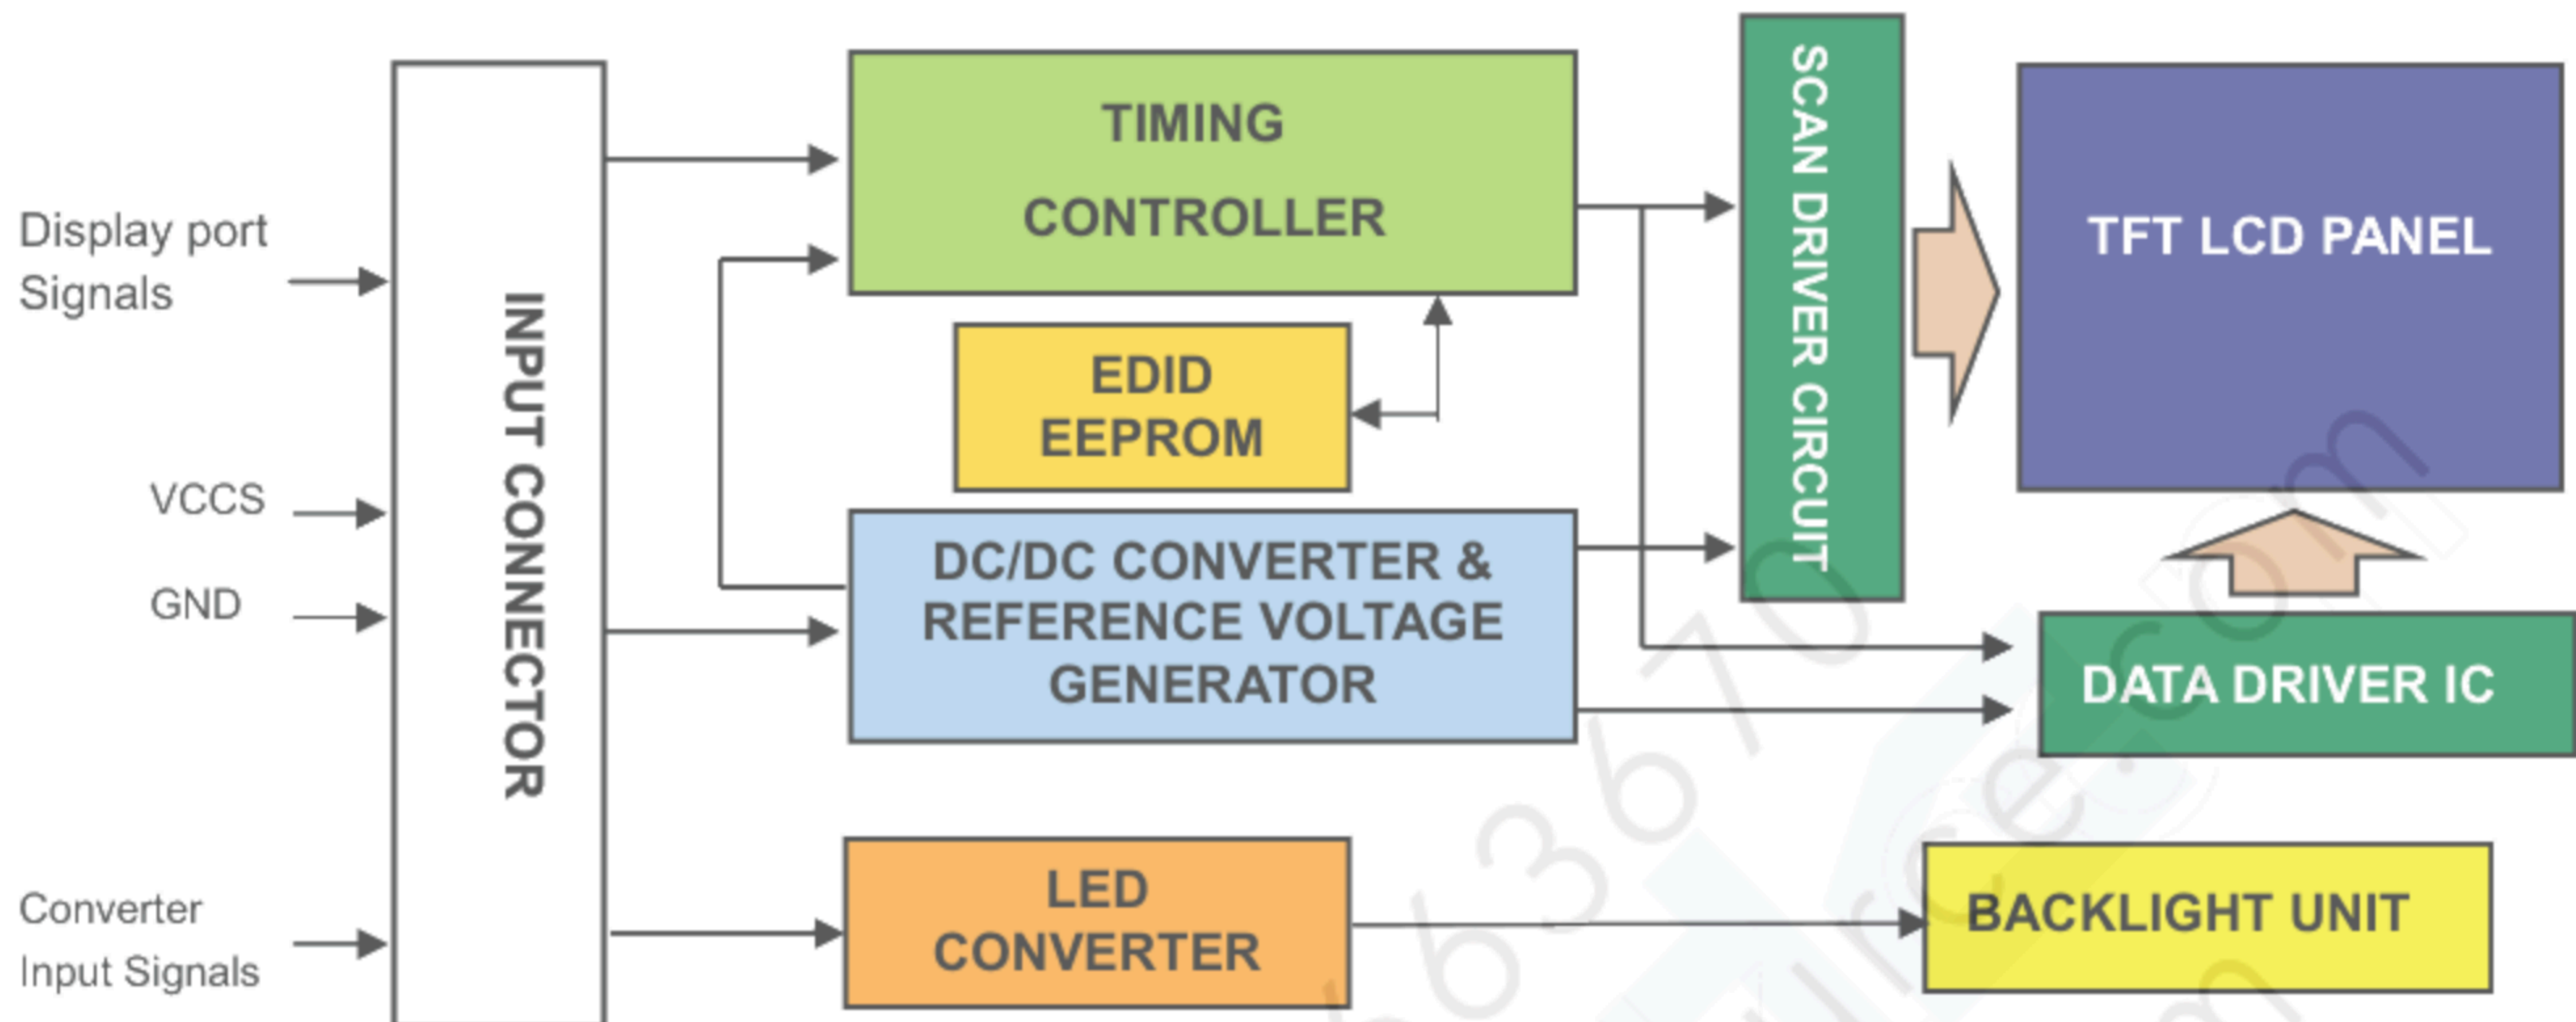 Display port
Signals
VCCS
GND
Converter
Input Signals
INPUT CONNECTOR
TIMING
CONTROLLER
EDID
EEPROM
DC/DC CONVERTER &
REFERENCE VOLTAGE
GENERATOR
LED
CONVERTER
SCAN DRIVER CIRCUIT
TFT LCD PANEL
DATA DRIVER IC
BACKLIGHT UNIT